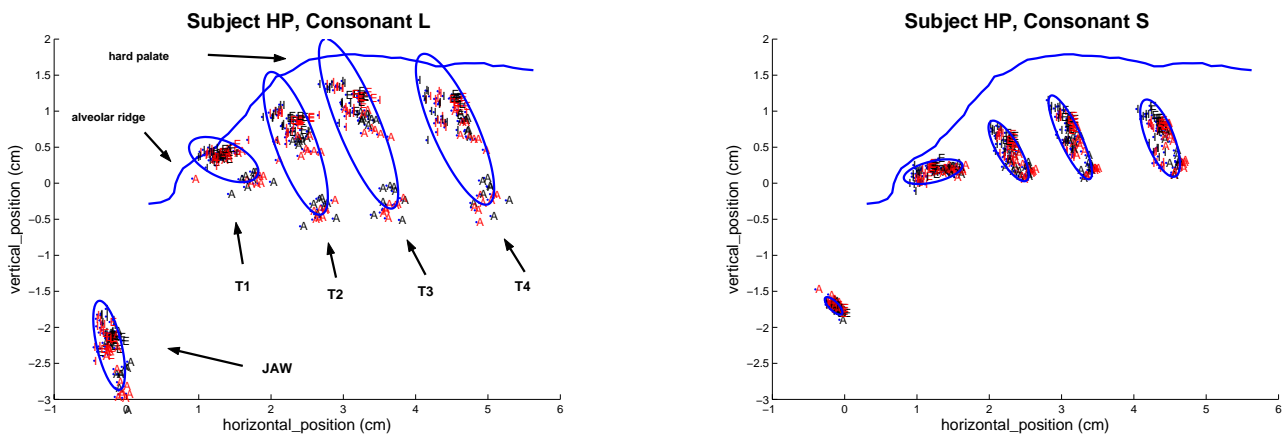 Subject HP, Consonant L
2
1.5
1
0.5
0
−0.5
−1
−1.5
−2
−2.5
−3
vertical_position (cm)
hard palate
alveolar ridge
T1
T2
T3
T4
JAW
−1
0
1
2
3
4
5
6
horizontal_position (cm)
Subject HP, Consonant S
2
1.5
1
0.5
0
−0.5
−1
−1.5
−2
−2.5
−3
vertical_position (cm)
−1
0
1
2
3
4
5
6
horizontal_position (cm)